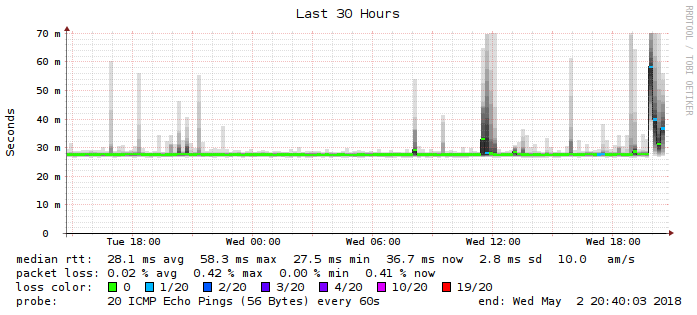 Last 30 Hours
RRDTOOL / TOBI OETIKER
Seconds
70 m
60 m
50 m
40 m
30 m
20 m
10 m
0
Tue 18:00 Wed 00:00 Wed 06:00 Wed 12:00 Wed 18:00
median rtt: 28.1 ms avg 58.3 ms max 27.5 ms min 36.7 ms now 2.8 ms sd 10.0 am/s
packet loss: 0.02 % avg 0.42 % max 0.00 % min 0.41 % now
loss color: 0 1/20 2/20 3/20 4/20 10/20 19/20
probe: 20 ICMP Echo Pings (56 Bytes) every 60s end: Wed May 2 20:40:03 2018